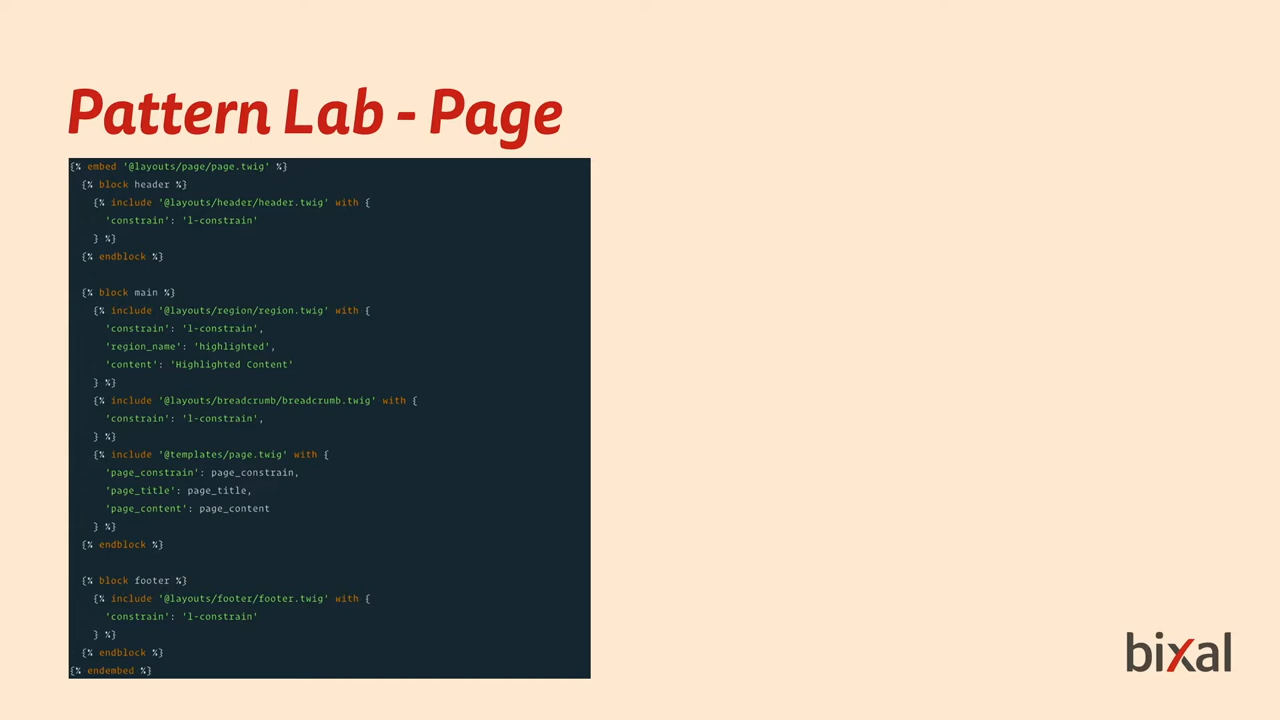 Pattern Lab - Page
{% embed '@layouts/page/page.twig' %}
  {% block header %}
    {% include '@layouts/header/header.twig' with {
      'constrain': 'l-constrain'
    } %}
  {% endblock %}

  {% block main %}
    {% include '@layouts/region/region.twig' with {
      'constrain': 'l-constrain',
      'region_name': 'highlighted',
      'content': 'Highlighted Content'
    } %}
    {% include '@layouts/breadcrumb/breadcrumb.twig' with {
      'constrain': 'l-constrain',
    } %}
    {% include '@templates/page.twig' with {
      'page_constrain': page_constrain,
      'page_title': page_title,
      'page_content': page_content
    } %}
  {% endblock %}

  {% block footer %}
    {% include '@layouts/footer/footer.twig' with {
      'constrain': 'l-constrain'
    } %}
  {% endblock %}
{% endembed %}
bixal